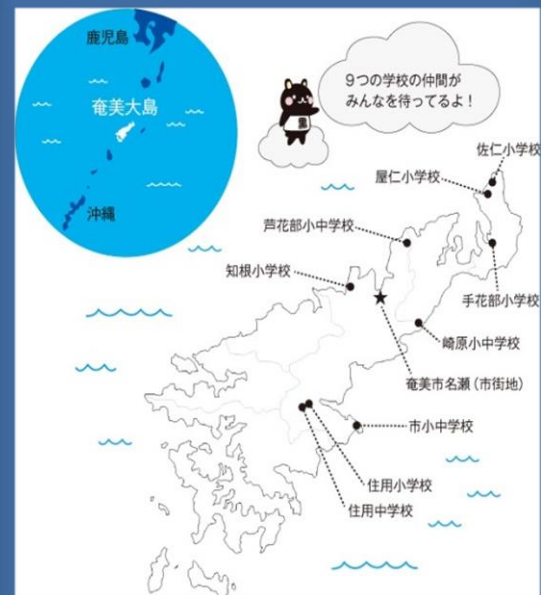 鹿児島
奄美大島
沖縄
9つの学校の仲間が
みんなを待ってるよ!
佐仁小学校
屋仁小学校
芦花部小中学校
知根小学校
手花部小学校
崎原小中学校
奄美市名瀬(市街地)
市小中学校
住用小学校
住用中学校